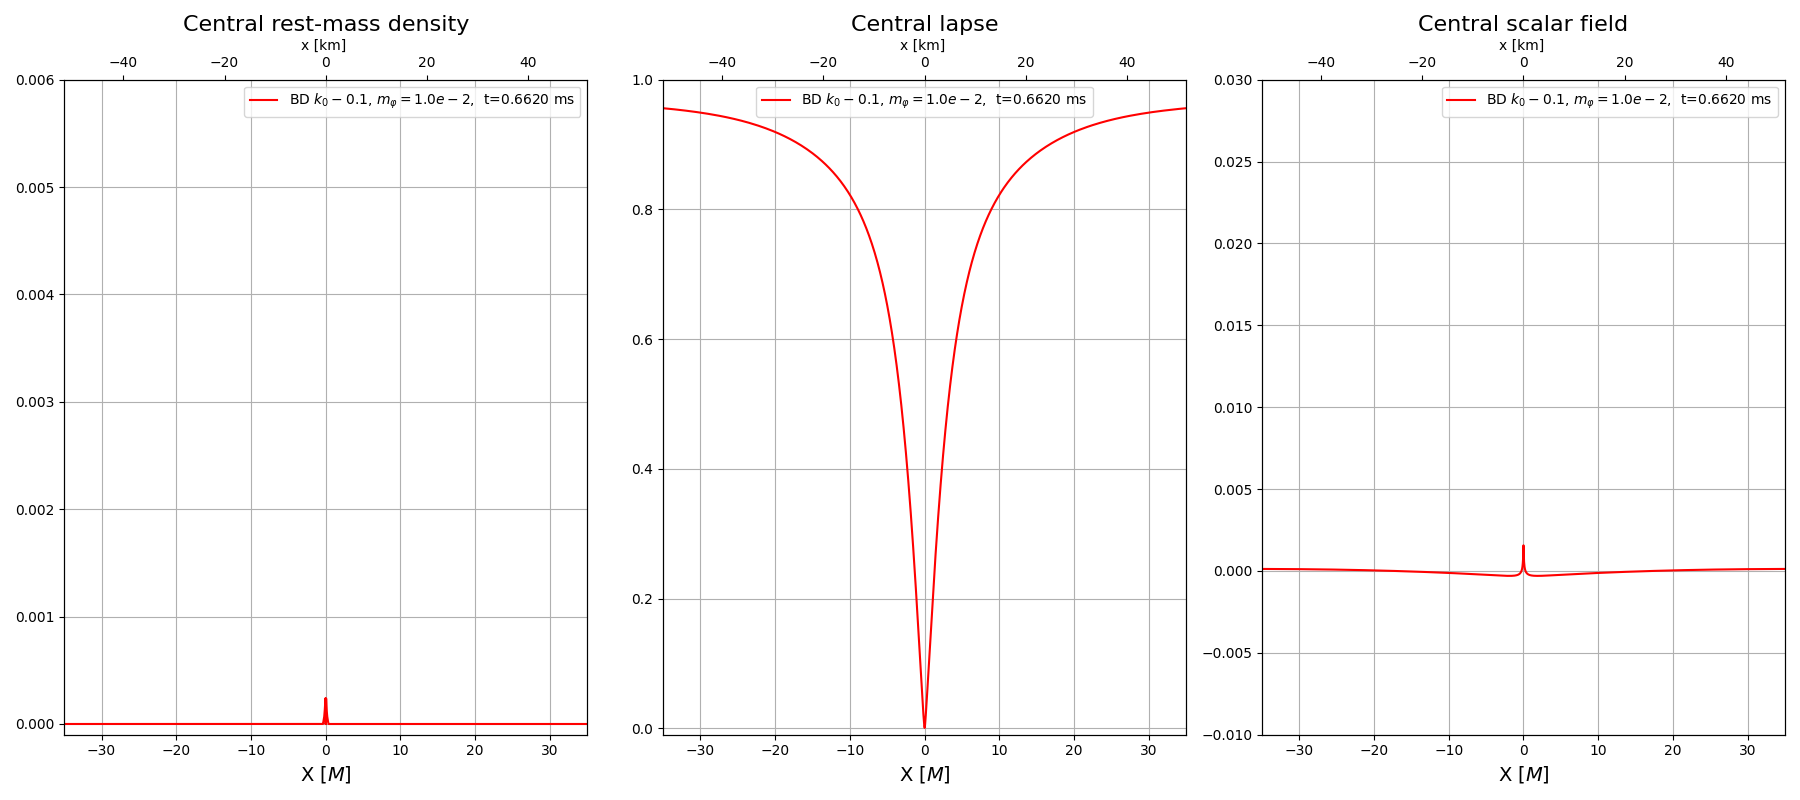 Central rest-mass density
x [km]
−40 −20 0 20 40
0.006
0.005
0.004
0.003
0.002
0.001
0.000
BD k₀ − 0.1, mᵩ = 1.0e − 2,  t=0.6620 ms
−30 −20 −10 0 10 20 30
X [M]
Central lapse
x [km]
−40 −20 0 20 40
1.0
0.8
0.6
0.4
0.2
0.0
BD k₀ − 0.1, mᵩ = 1.0e − 2,  t=0.6620 ms
−30 −20 −10 0 10 20 30
X [M]
Central scalar field
x [km]
−40 −20 0 20 40
0.030
0.025
0.020
0.015
0.010
0.005
0.000
−0.005
−0.010
BD k₀ − 0.1, mᵩ = 1.0e − 2,  t=0.6620 ms
−30 −20 −10 0 10 20 30
X [M]